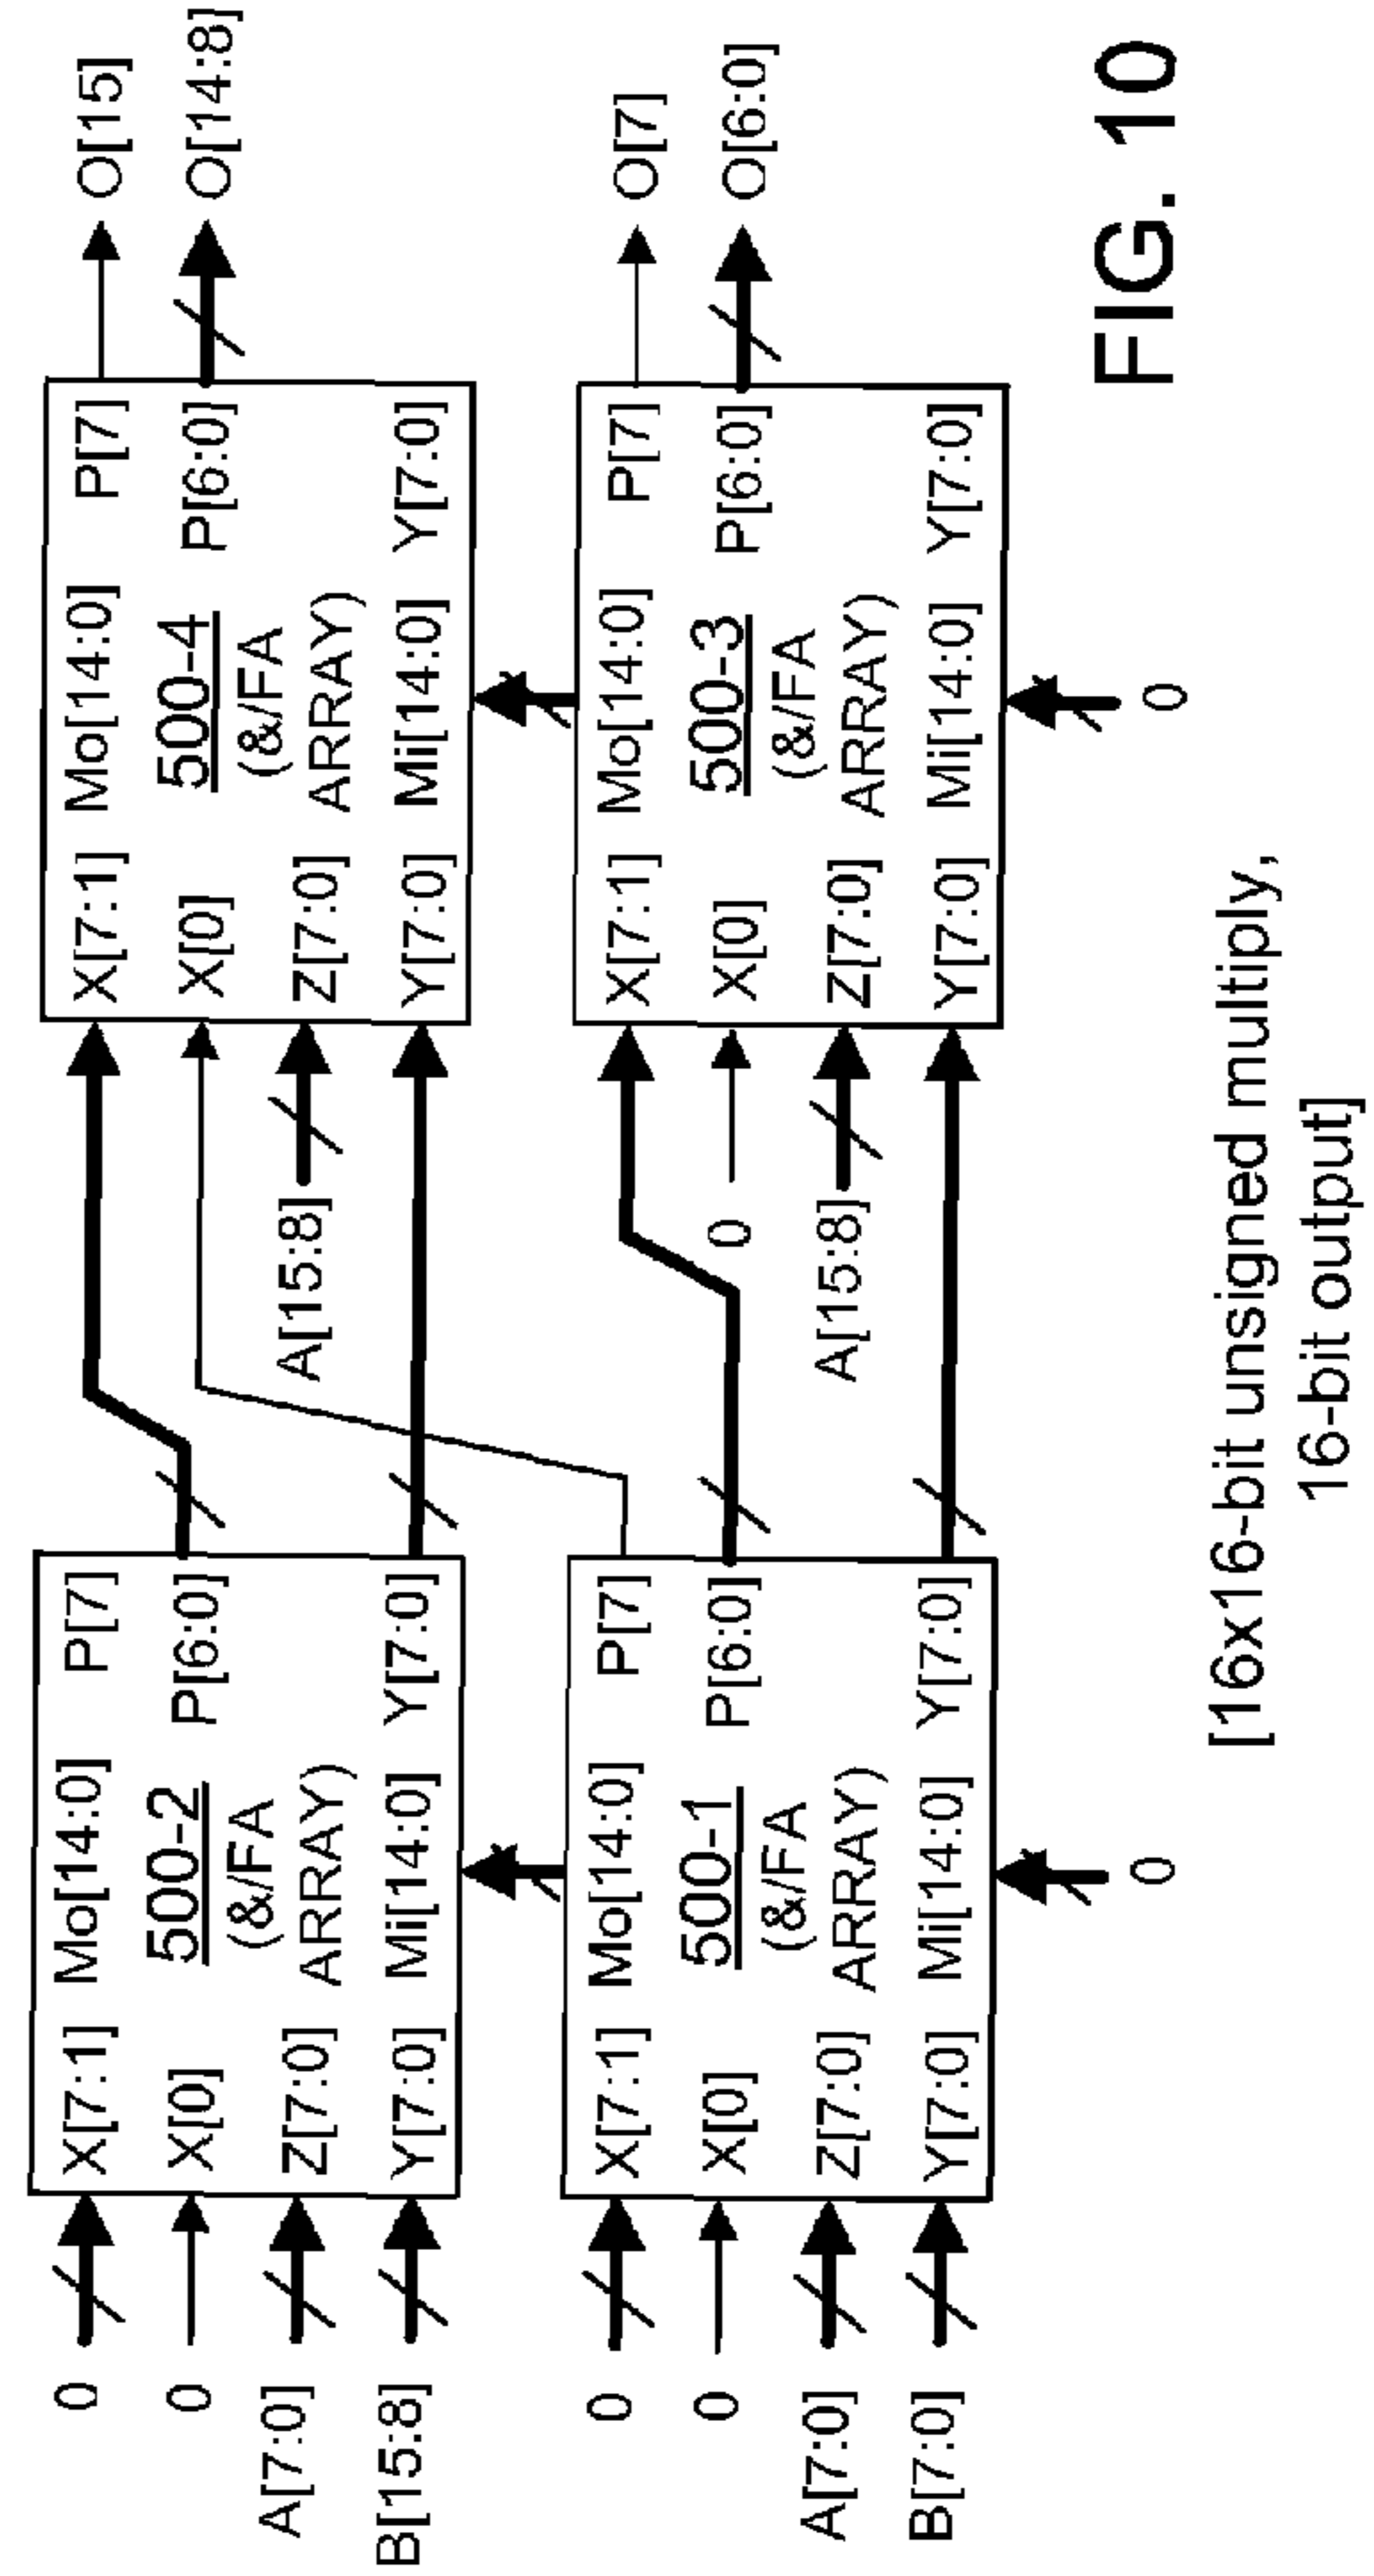 0
0
A[7:0]
B[15:8]
X[7:1] Mo[14:0] P[7]
X[0] 500-2 P[6:0]
(&/FA
Z[7:0] ARRAY)
Y[7:0] Mi[14:0] Y[7:0]
A[15:8]
X[7:1] Mo[14:0] P[7]
X[0] 500-4 P[6:0]
(&/FA
Z[7:0] ARRAY)
Y[7:0] Mi[14:0] Y[7:0]
O[15]
O[14:8]
0
0
A[7:0]
B[7:0]
X[7:1] Mo[14:0] P[7]
X[0] 500-1 P[6:0]
(&/FA
Z[7:0] ARRAY)
Y[7:0] Mi[14:0] Y[7:0]
0
0
A[15:8]
X[7:1] Mo[14:0] P[7]
X[0] 500-3 P[6:0]
(&/FA
Z[7:0] ARRAY)
Y[7:0] Mi[14:0] Y[7:0]
0
O[7]
O[6:0]
[16x16-bit unsigned multiply,
16-bit output]
FIG. 10